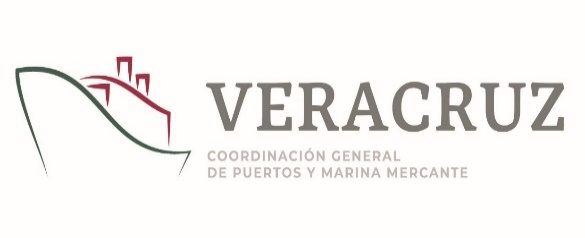 VERACRUZ
COORDINACIÓN GENERAL
DE PUERTOS Y MARINA MERCANTE